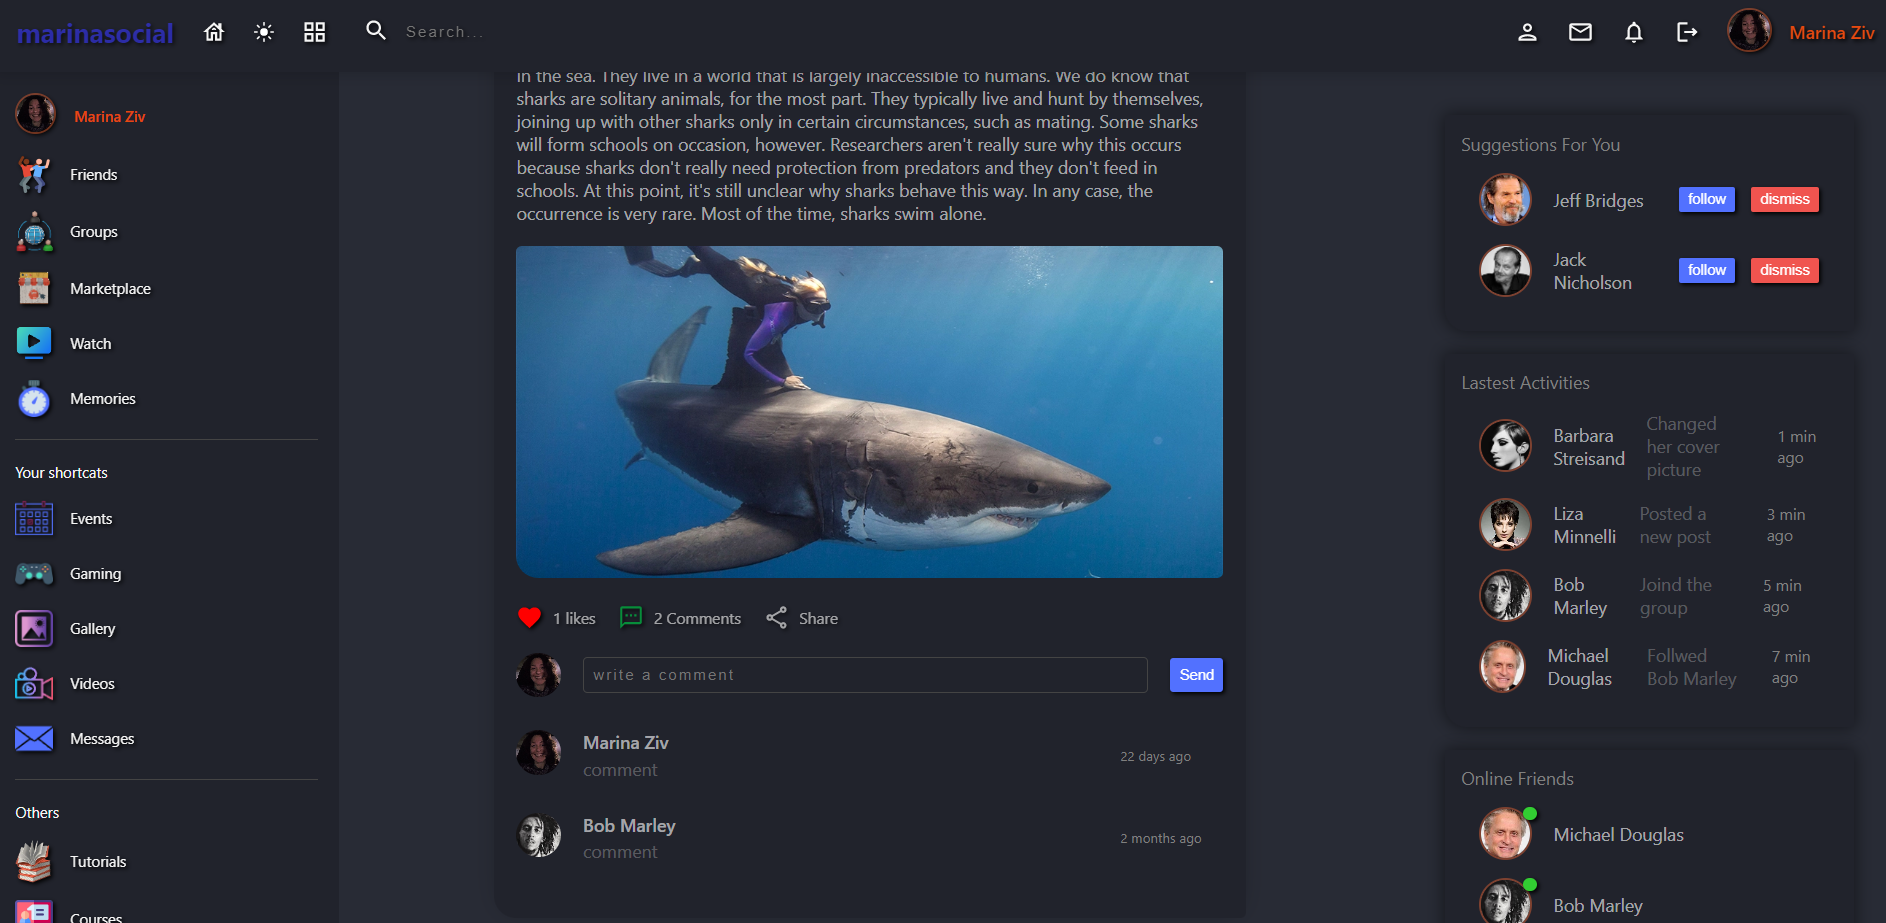 marinasocial
Search...
Marina Ziv
Marina Ziv
Friends
Groups
Marketplace
Watch
Memories
Your shortcats
Events
Gaming
Gallery
Videos
Messages
Others
Tutorials
Courses
in the sea. They live in a world that is largely inaccessible to humans. We do know that
sharks are solitary animals, for the most part. They typically live and hunt by themselves,
joining up with other sharks only in certain circumstances, such as mating. Some sharks
will form schools on occasion, however. Researchers aren't really sure why this occurs
because sharks don't really need protection from predators and they don't feed in
schools. At this point, it's still unclear why sharks behave this way. In any case, the
occurrence is very rare. Most of the time, sharks swim alone.
1 likes
2 Comments
Share
write a comment
Send
Marina Ziv
comment
22 days ago
Bob Marley
comment
2 months ago
Suggestions For You
Jeff Bridges
follow
dismiss
Jack
Nicholson
follow
dismiss
Lastest Activities
Barbara
Streisand
Changed
her cover
picture
1 min
ago
Liza
Minnelli
Posted a
new post
3 min
ago
Bob
Marley
Joind the
group
5 min
ago
Michael
Douglas
Follwed
Bob Marley
7 min
ago
Online Friends
Michael Douglas
Bob Marley